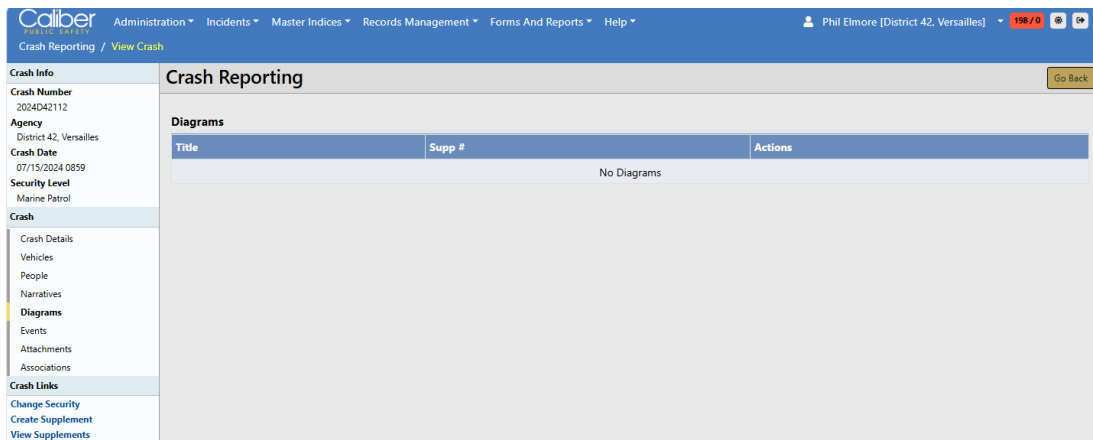 Caliber
PUBLIC SAFETY
Administration Incidents Master Indices Records Management Forms And Reports Help
Phil Elmore [District 42, Versailles] 198 / 0
Crash Reporting / View Crash
Crash Info
Crash Number
2024D42112
Agency
District 42, Versailles
Crash Date
07/15/2024 0859
Security Level
Marine Patrol
Crash
Crash Details
Vehicles
People
Narratives
Diagrams
Events
Attachments
Associations
Crash Links
Change Security
Create Supplement
View Supplements
Crash Reporting
Go Back
Diagrams
Title Supp # Actions
No Diagrams